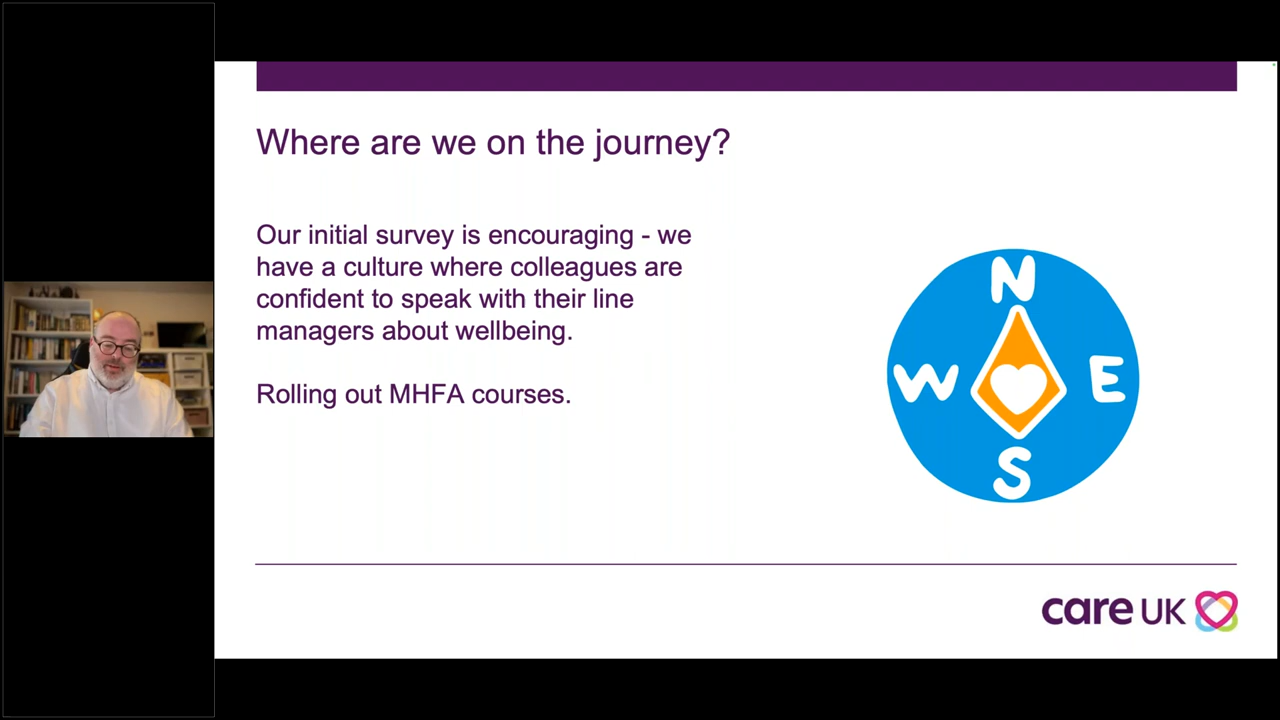 Where are we on the journey?
Our initial survey is encouraging - we
have a culture where colleagues are
confident to speak with their line
managers about wellbeing.
Rolling out MHFA courses.
N
W E
S
care UK